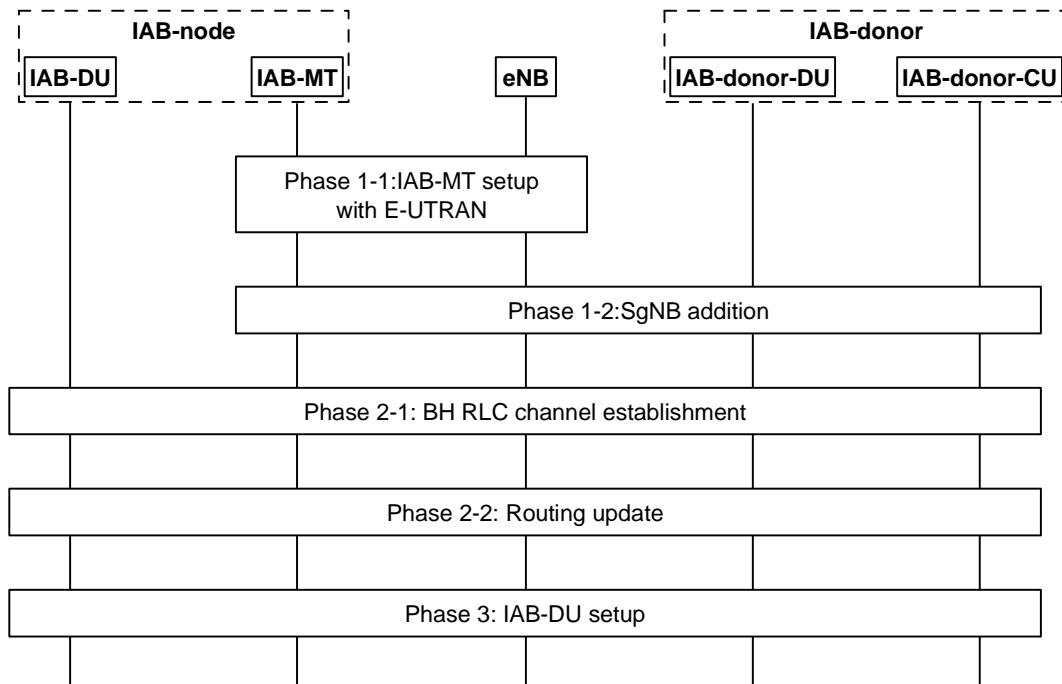 IAB-node
IAB-donor
IAB-DU
IAB-MT
eNB
IAB-donor-DU
IAB-donor-CU
Phase 1-1:IAB-MT setup
with E-UTRAN
Phase 1-2:SgNB addition
Phase 2-1: BH RLC channel establishment
Phase 2-2: Routing update
Phase 3: IAB-DU setup